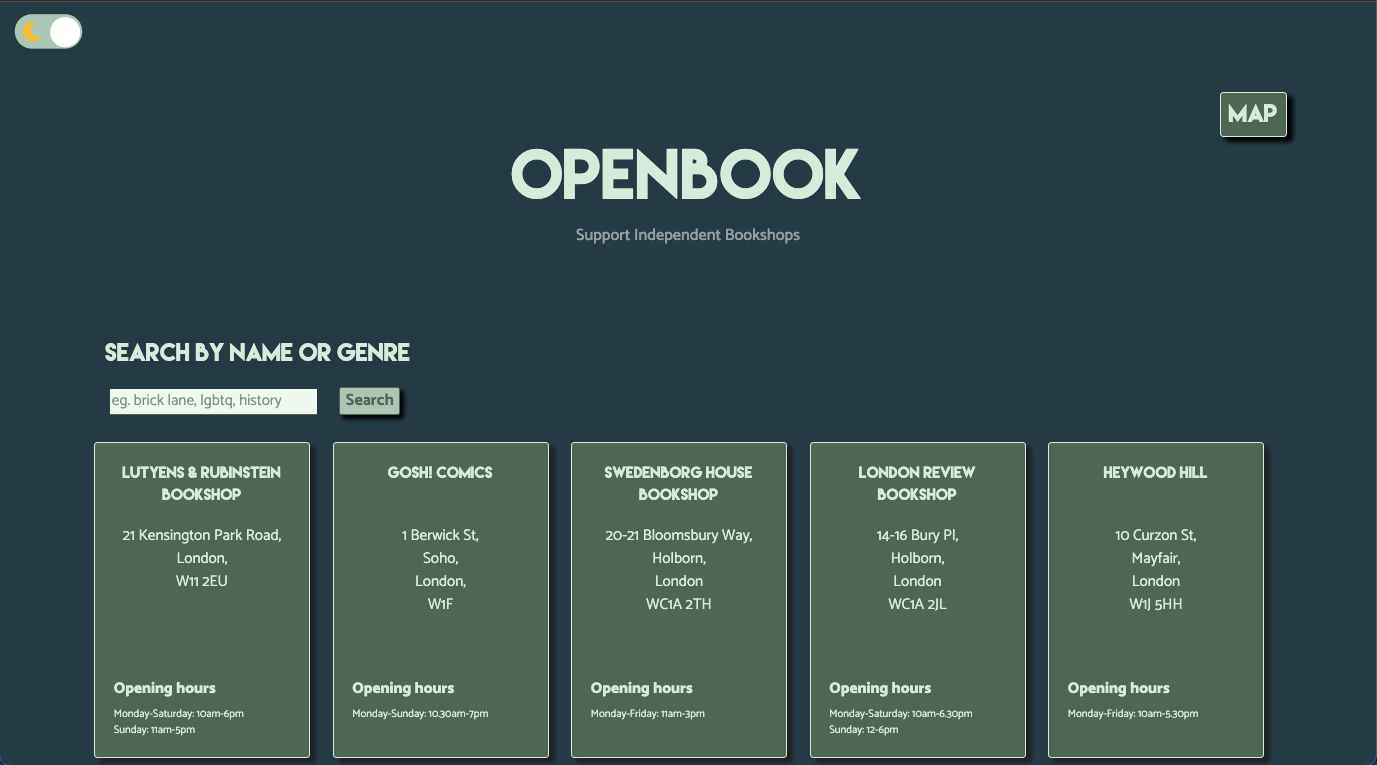 MAP
OPENBOOK
Support Independent Bookshops
SEARCH BY NAME OR GENRE
eg. brick lane, lgbtq, history
Search
LUTYENS & RUBINSTEIN
BOOKSHOP
21 Kensington Park Road,
London,
W11 2EU
Opening hours
Monday-Saturday: 10am-6pm
Sunday: 11am-5pm
GOSH! COMICS
1 Berwick St,
Soho,
London,
W1F
Opening hours
Monday-Sunday: 10.30am-7pm
SWEDENBORG HOUSE
BOOKSHOP
20-21 Bloomsbury Way,
Holborn,
London
WC1A 2TH
Opening hours
Monday-Friday: 11am-3pm
LONDON REVIEW
BOOKSHOP
14-16 Bury Pl,
Holborn,
London
WC1A 2JL
Opening hours
Monday-Saturday: 10am-6.30pm
Sunday: 12-6pm
HEYWOOD HILL
10 Curzon St,
Mayfair,
London
W1J 5HH
Opening hours
Monday-Friday: 10am-5.30pm